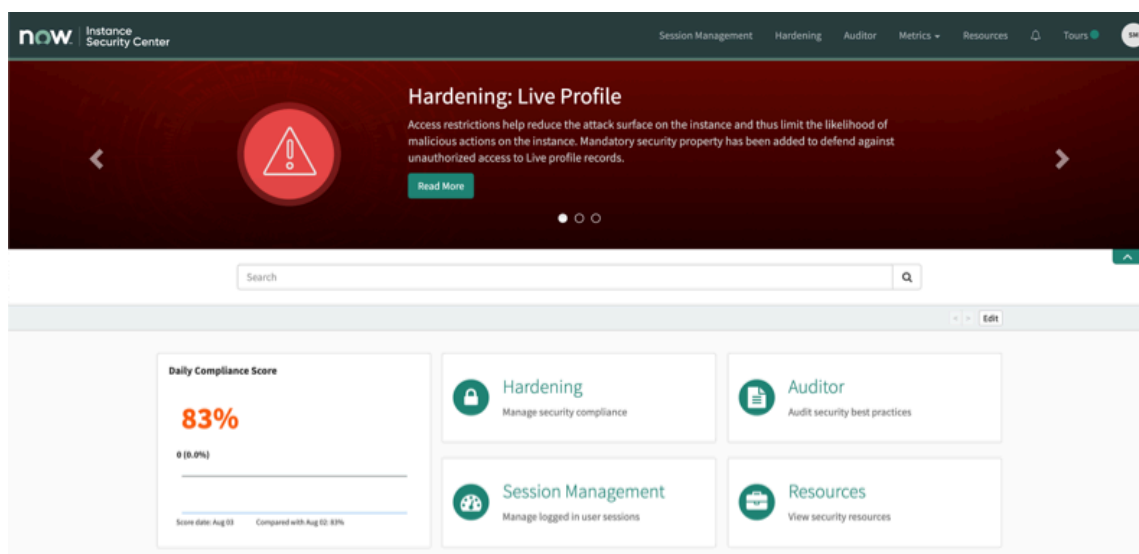 now. Instance
Security Center
Session Management Hardening Auditor Metrics Resources Tours SM
Hardening: Live Profile
Access restrictions help reduce the attack surface on the instance and thus limit the likelihood of
malicious actions on the instance. Mandatory security property has been added to defend against
unauthorized access to Live profile records.
Read More
Search
< > Edit
Daily Compliance Score
83%
0 (0.0%)
Score date: Aug 03 Compared with Aug 02: 83%
Hardening
Manage security compliance
Auditor
Audit security best practices
Session Management
Manage logged in user sessions
Resources
View security resources